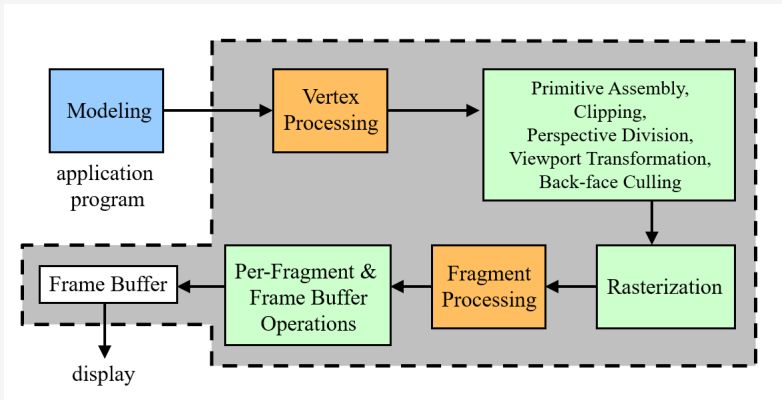 Modeling
application
program
Vertex
Processing
Primitive Assembly,
Clipping,
Perspective Division,
Viewport Transformation,
Back-face Culling
Rasterization
Fragment
Processing
Per-Fragment &
Frame Buffer
Operations
Frame Buffer
display